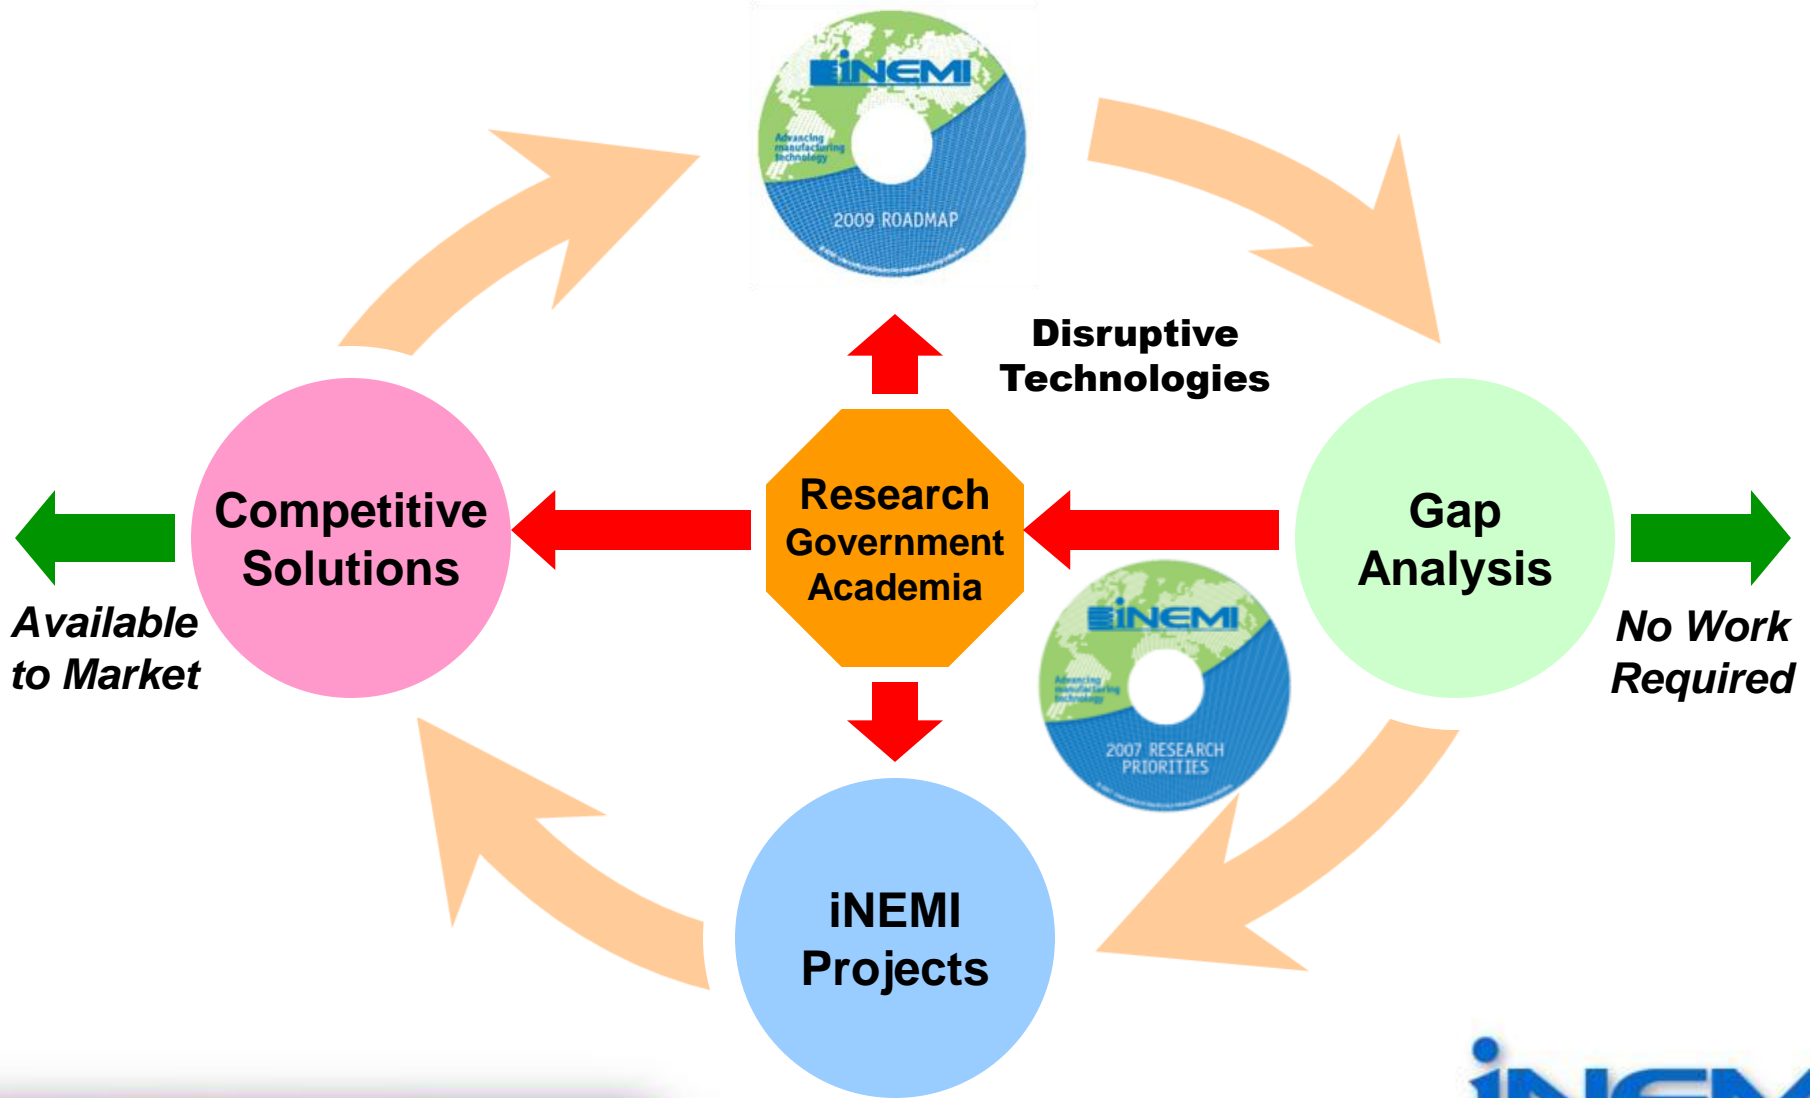 iNEMI
Advancing
manufacturing
technology
2009 ROADMAP
Disruptive
Technologies
Competitive
Solutions
Research
Government
Academia
Gap
Analysis
Available
to Market
No Work
Required
iNEMI
Advancing
manufacturing
technology
2007 RESEARCH
PRIORITIES
iNEMI
Projects
iNEM